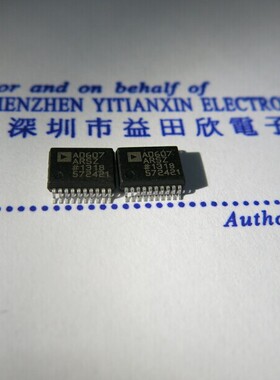 or and on behalf of
SHENZHEN YITIANXIN ELECTRO
深圳市益田欣電子
AD607
ARSZ
#1318
572421
AD607
ARSZ
#1318
572421
Autho